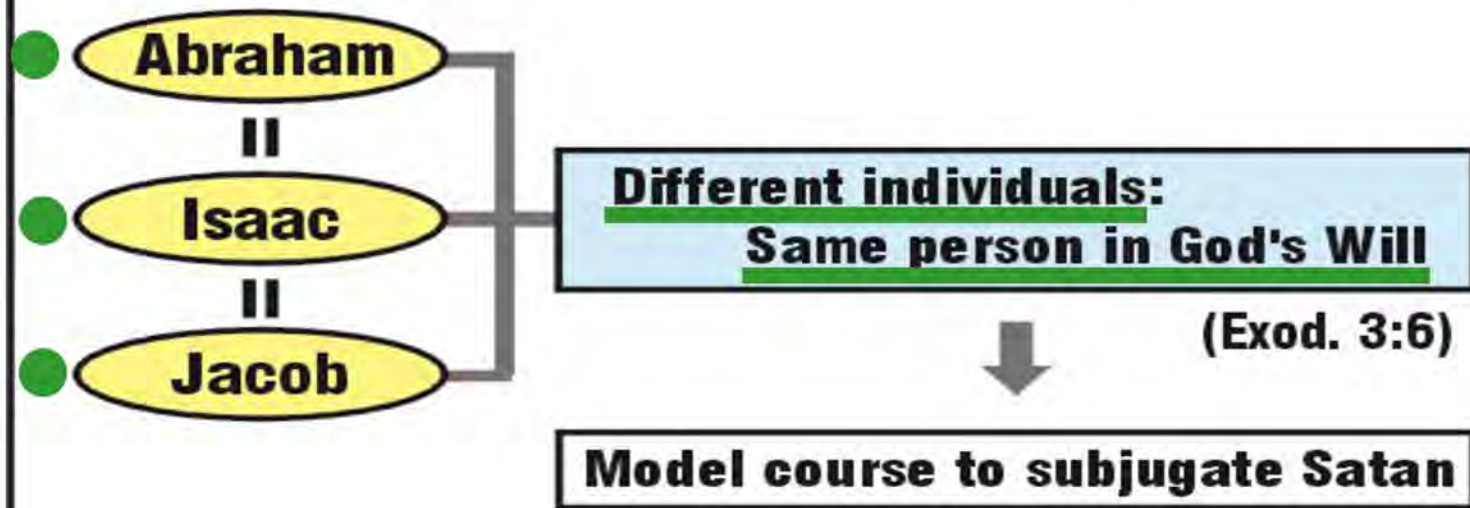 Abraham
Isaac
Jacob
Different individuals:
Same person in God's Will
(Exod. 3:6)
Model course to subjugate Satan